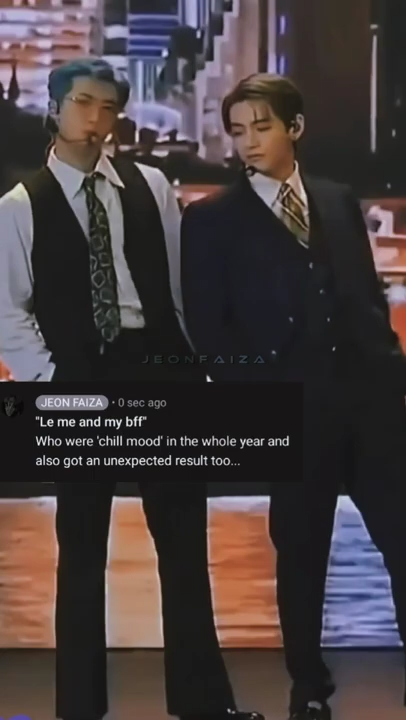 JEONFAIZA
JEON FAIZA • 0 sec ago
"Le me and my bff"
Who were 'chill mood' in the whole year and
also got an unexpected result too...